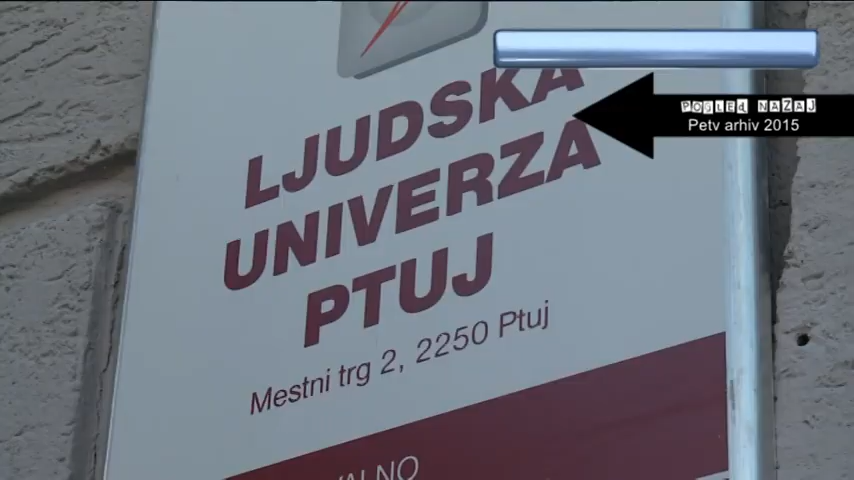 LJUDSKA
UNIVERZA
PTUJ
Mestni trg 2, 2250 Ptuj
POGLED NAZAJ
Petv arhiv 2015